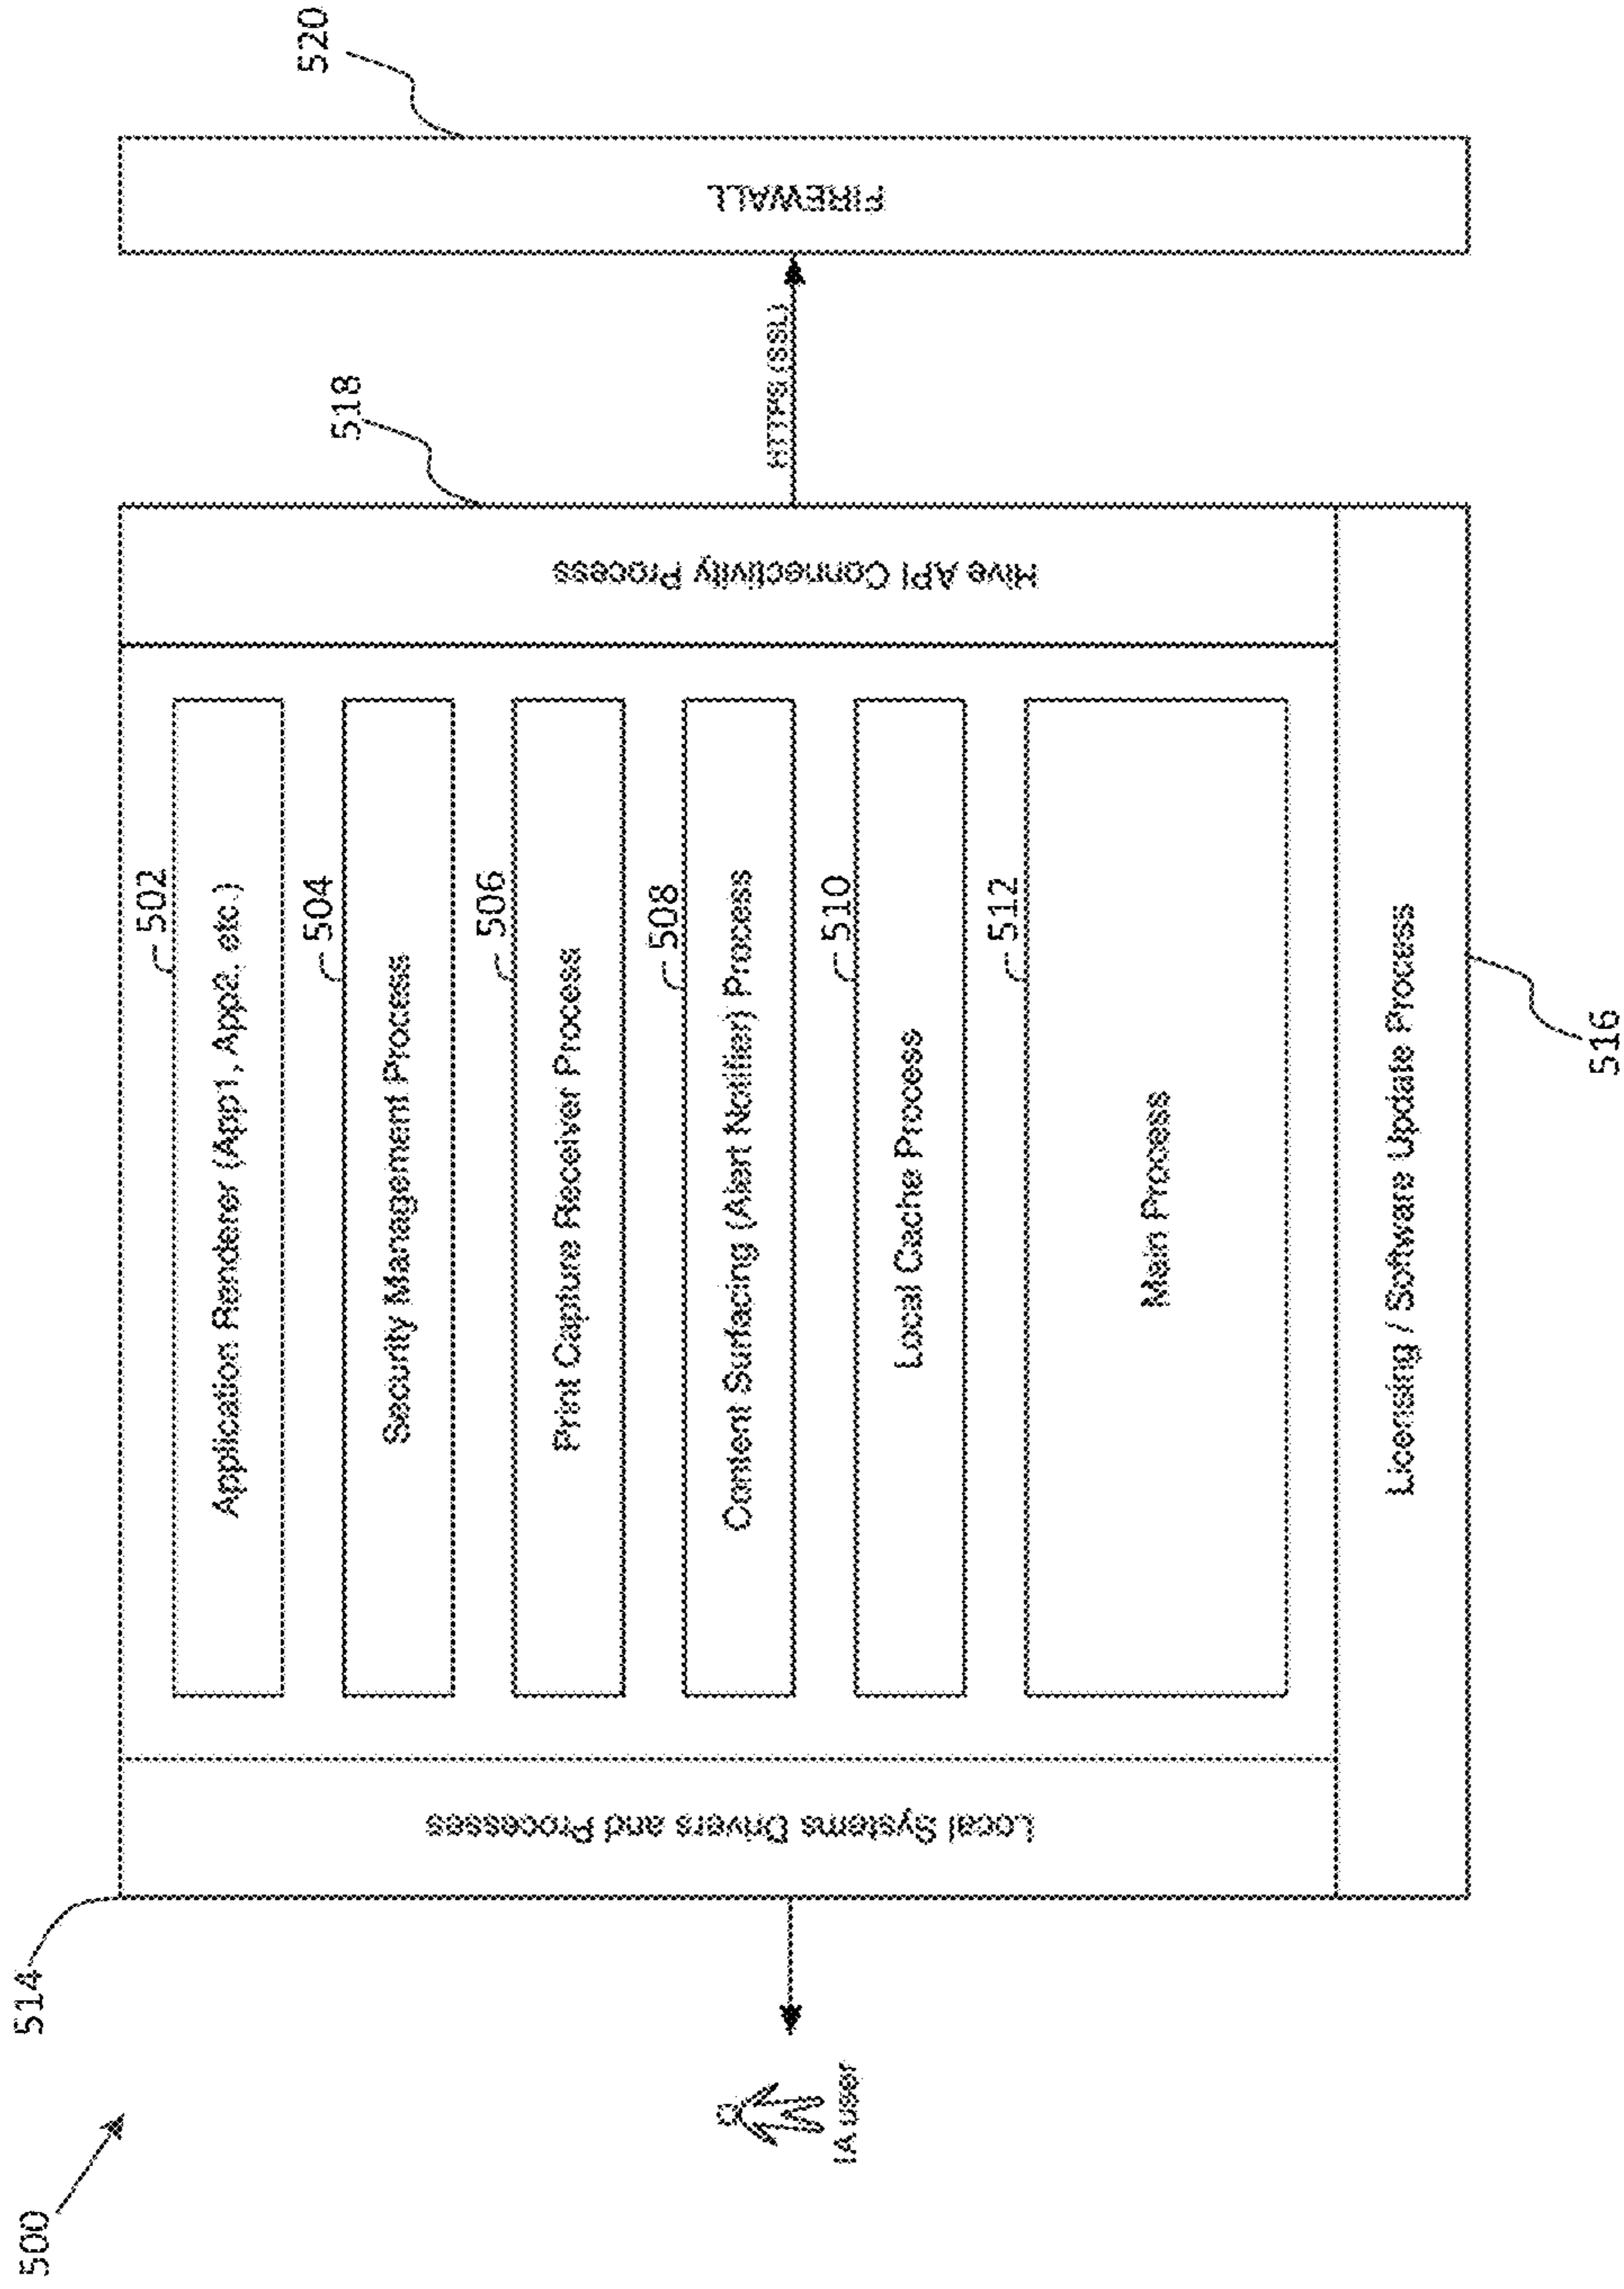 500
514
IA user
Local Systems Drivers and Processes
502
Application Renderer (App1, App2, etc.)
504
Security Management Process
506
Print Capture Receiver Process
508
Content Surfacing (Alert Notifier) Process
510
Local Cache Process
512
Main Process
Licensing / Software Update Process
516
Hive API Connectivity Process
518
HTTPS (SSL)
FIREWALL
520